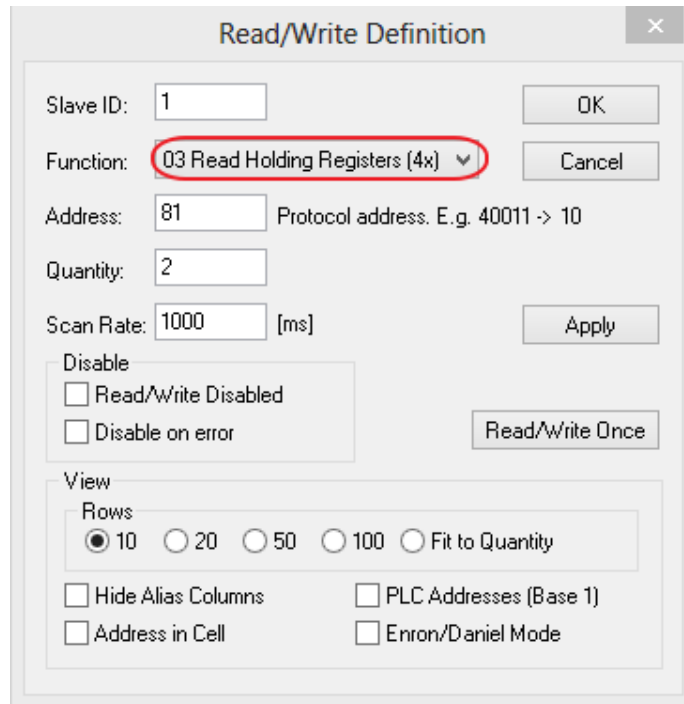 Read/Write Definition
Slave ID: 1 OK
Function: 03 Read Holding Registers (4x) Cancel
Address: 81 Protocol address. E.g. 40011 -> 10
Quantity: 2
Scan Rate: 1000 [ms] Apply
Disable
Read/Write Disabled
Disable on error
Read/Write Once
View
Rows
10 20 50 100 Fit to Quantity
Hide Alias Columns PLC Addresses (Base 1)
Address in Cell Enron/Daniel Mode